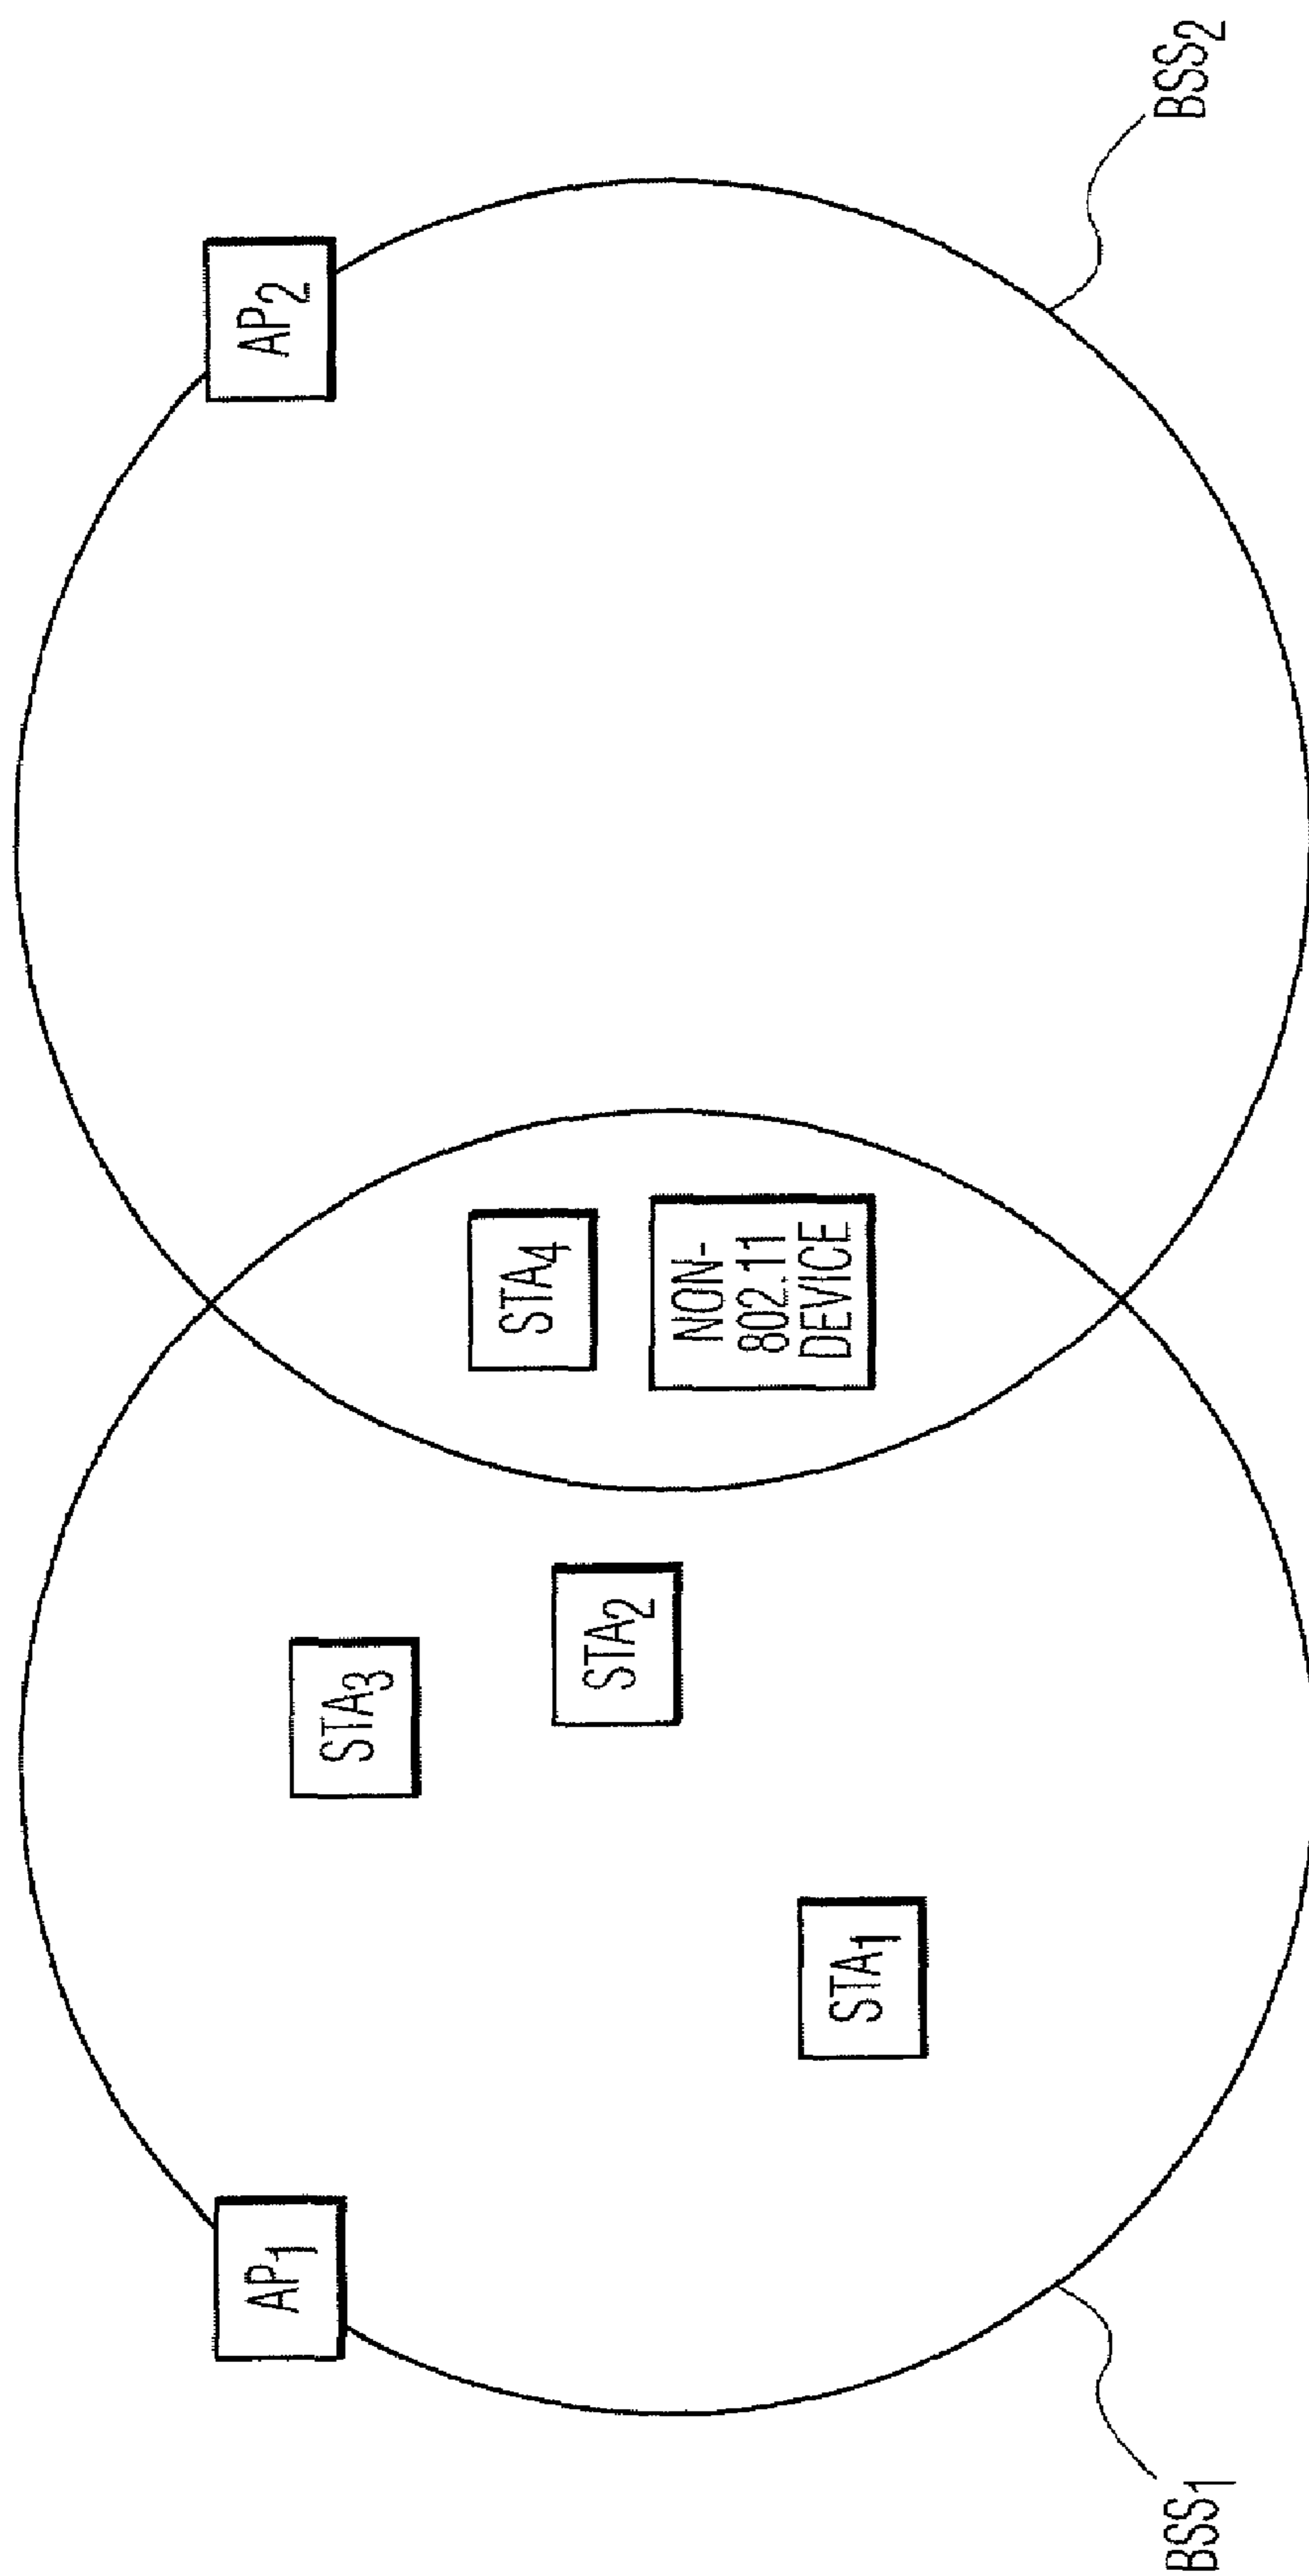 AP₁
AP₂
STA₃
STA₄
STA₂
NON-
802.11
DEVICE
STA₁
BSS₁
BSS₂